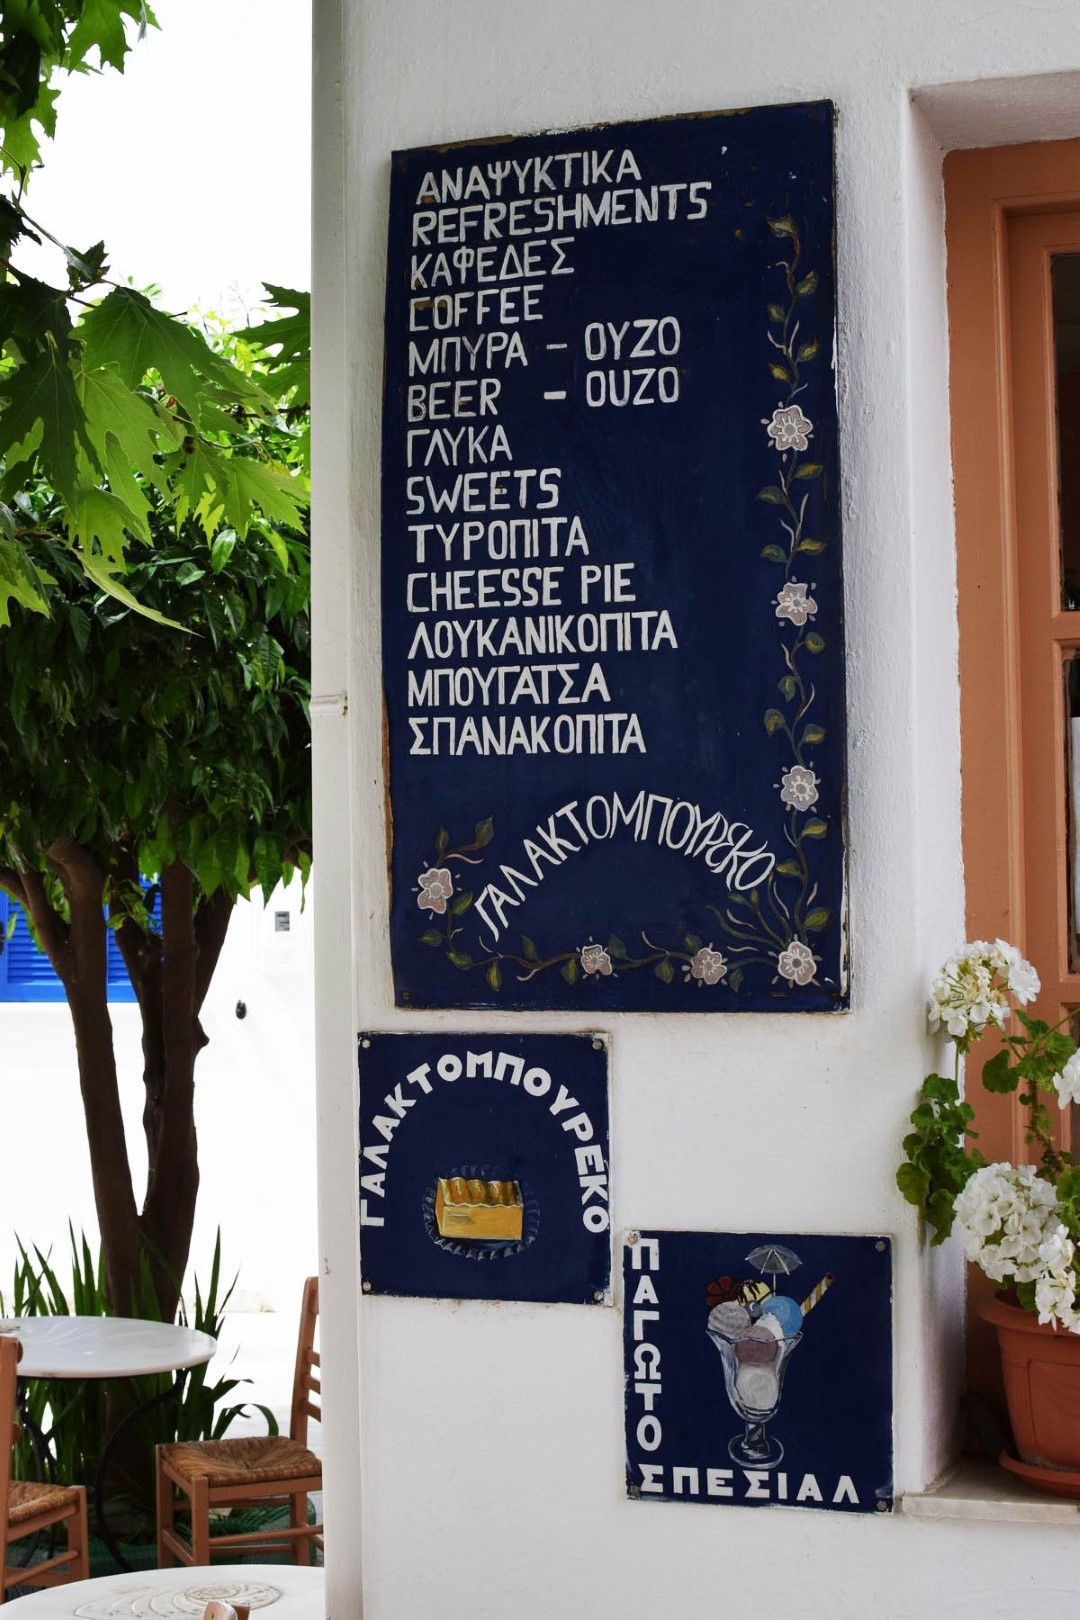 ΑΝΑΨΥΚΤΙΚΑ
REFRESHMENTS
ΚΑΦΕΔΕΣ
COFFEE
ΜΠΥΡΑ – ΟΥΖΟ
BEER – OUZO
ΓΛΥΚΑ
SWEETS
ΤΥΡΟΠΙΤΑ
CHEESSE PIE
ΛΟΥΚΑΝΙΚΟΠΙΤΑ
ΜΠΟΥΓΑΤΣΑ
ΣΠΑΝΑΚΟΠΙΤΑ
ΓΑΛΑΚΤΟΜΠΟΥΡΕΚΟ
ΓΑΛΑΚΤΟΜΠΟΥΡΕΚΟ
ΠΑΓΩΤΟ
ΣΠΕΣΙΑΛ